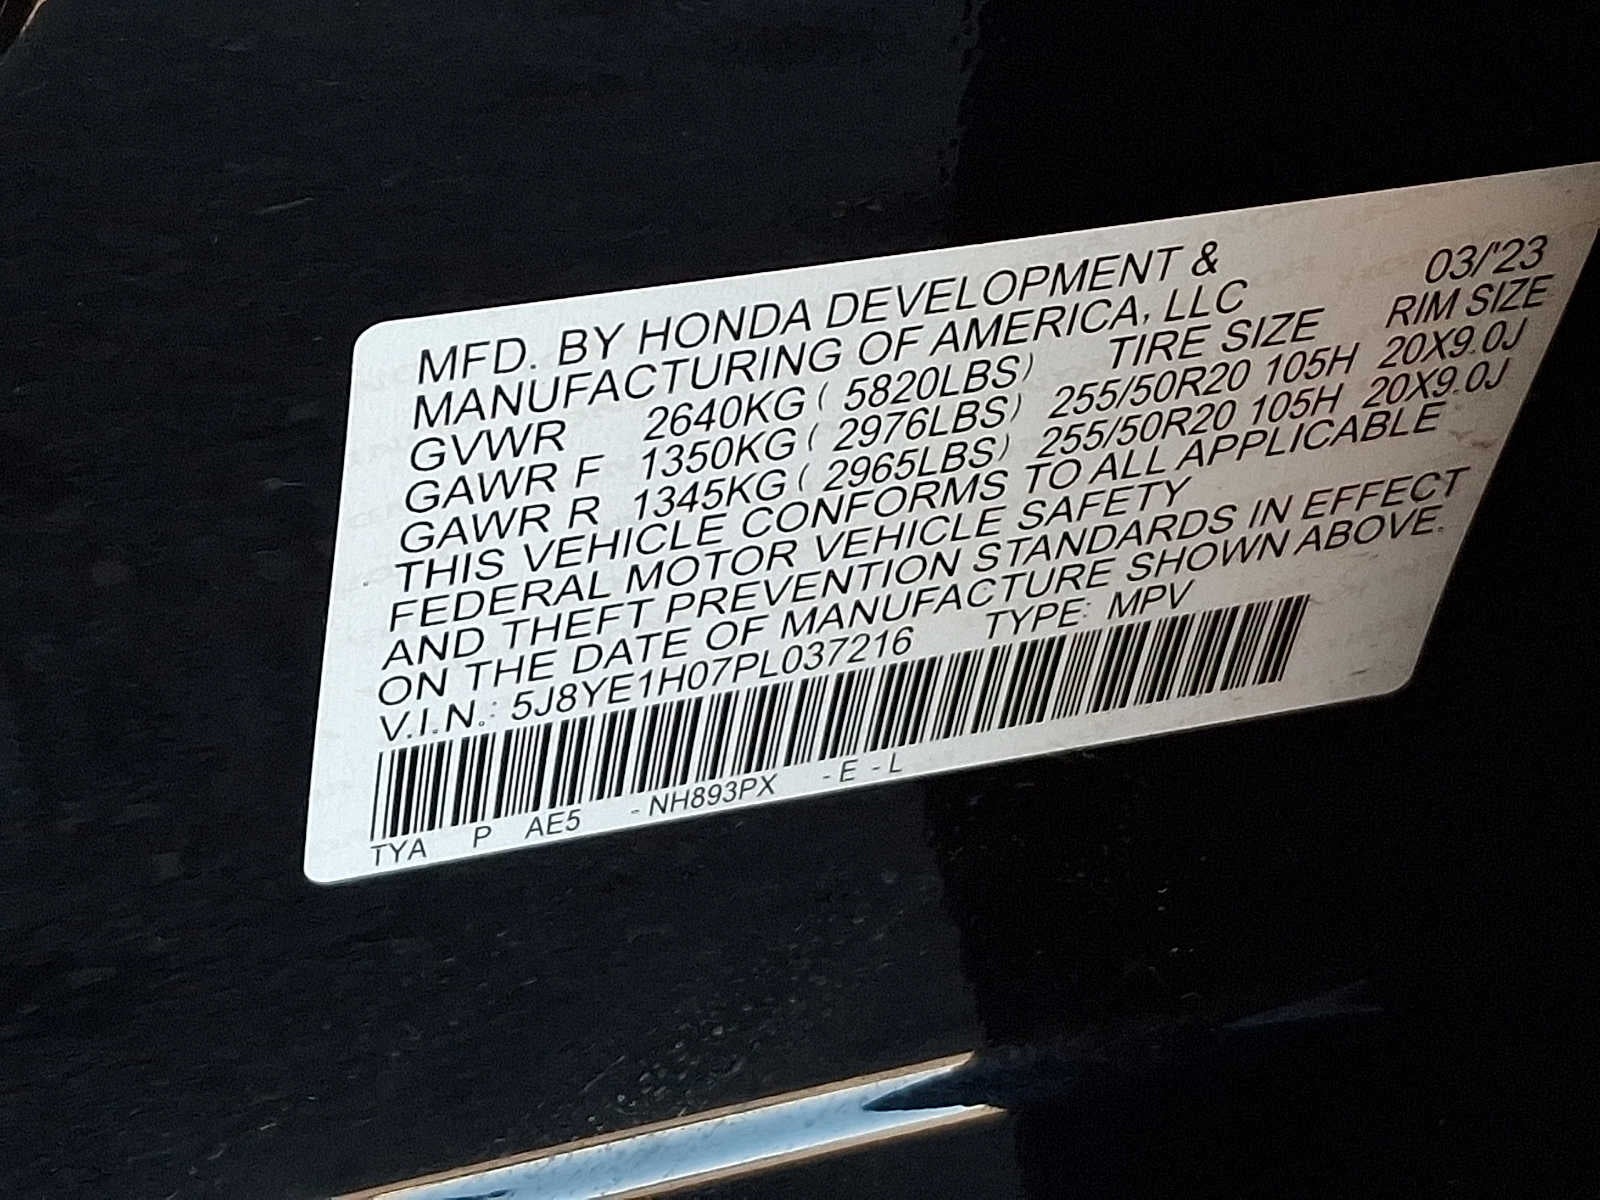 MFD. BY HONDA DEVELOPMENT & 03/'23
MANUFACTURING OF AMERICA, LLC
GVWR 2640KG ( 5820LBS) TIRE SIZE RIM SIZE
GAWR F 1350KG ( 2976LBS) 255/50R20 105H 20X9.0J
GAWR R 1345KG ( 2965LBS) 255/50R20 105H 20X9.0J
THIS VEHICLE CONFORMS TO ALL APPLICABLE
FEDERAL MOTOR VEHICLE SAFETY
AND THEFT PREVENTION STANDARDS IN EFFECT
ON THE DATE OF MANUFACTURE SHOWN ABOVE.
V.I.N.: 5J8YE1H07PL037216 TYPE: MPV
TYA P AE5 - NH893PX - E - L